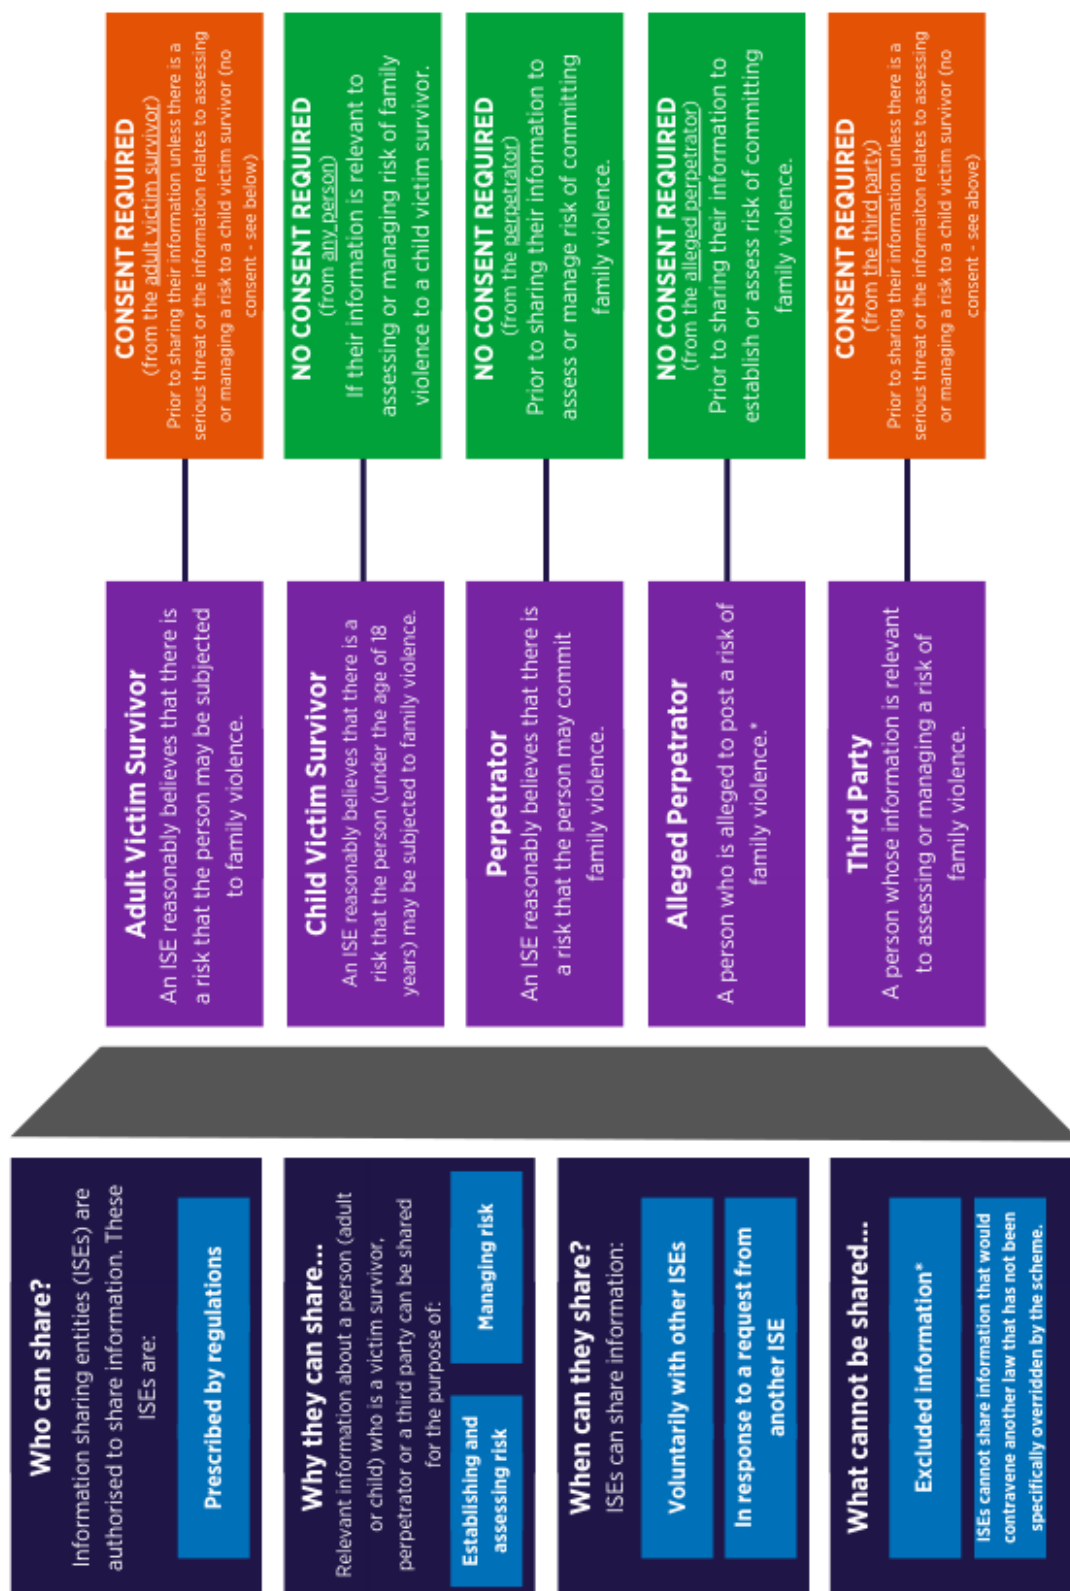 Who can share?
Information sharing entities (ISEs) are
authorised to share information. These
ISEs are:
Prescribed by regulations
Why they can share...
Relevant information about a person (adult
or child) who is a victim survivor,
perpetrator or a third party can be shared
for the purpose of:
Establishing and
assessing risk
Managing risk
When can they share?
ISEs can share information:
Voluntarily with other ISEs
In response to a request from
another ISE
What cannot be shared...
Excluded information*
ISEs cannot share information that would
contravene another law that has not been
specifically overridden by the scheme.
Adult Victim Survivor
An ISE reasonably believes that there is
a risk that the person may be subjected
to family violence.
CONSENT REQUIRED
(from the adult victim survivor)
Prior to sharing their information unless there is a
serious threat or the information relates to assessing
or managing a risk to a child victim survivor (no
consent - see below)
Child Victim Survivor
An ISE reasonably believes that there is a
risk that the person (under the age of 18
years) may be subjected to family violence.
NO CONSENT REQUIRED
(from any person)
If their information is relevant to
assessing or managing risk of family
violence to a child victim survivor.
Perpetrator
An ISE reasonably believes that there is
a risk that the person may commit
family violence.
NO CONSENT REQUIRED
(from the perpetrator)
Prior to sharing their information to
assess or manage risk of committing
family violence.
Alleged Perpetrator
A person who is alleged to post a risk of
family violence.*
NO CONSENT REQUIRED
(from the alleged perpetrator)
Prior to sharing their information to
establish or assess risk of committing
family violence.
Third Party
A person whose information is relevant
to assessing or managing a risk of
family violence.
CONSENT REQUIRED
(from the third party)
Prior to sharing their information unless there is a
serious threat or the informaiton relates to assessing
or managing a risk to a child victim survivor (no
consent - see above)